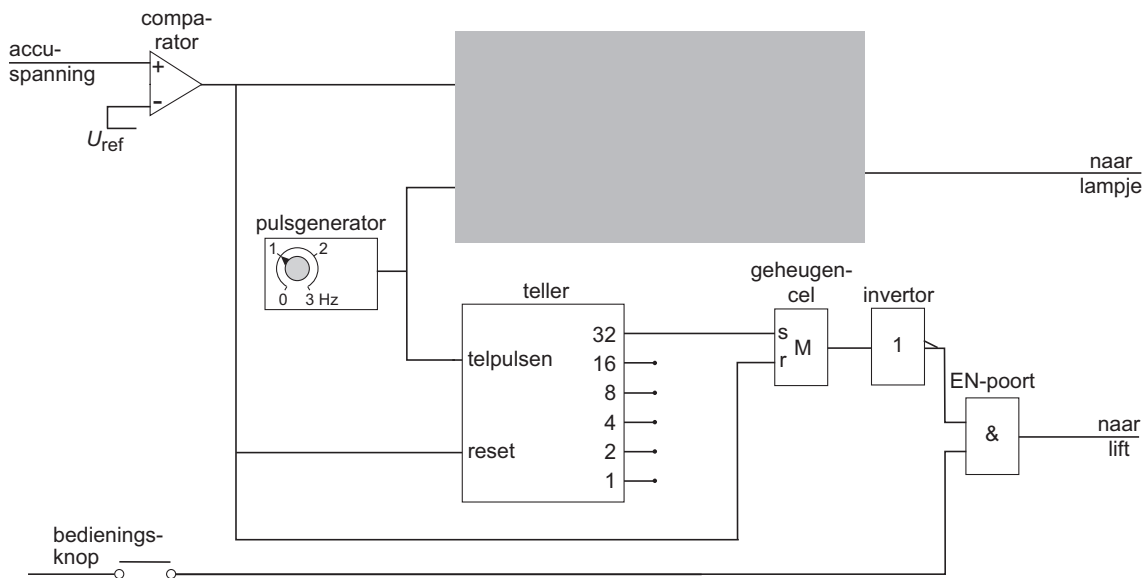 compa-
rator
accu-
spanning
+
-
Uref
naar
lampje
pulsgenerator
1
2
0
3 Hz
teller
32
16
8
4
2
1
telpulsen
reset
geheugen-
cel
s
r
M
invertor
1
EN-poort
&
naar
lift
bedienings-
knop